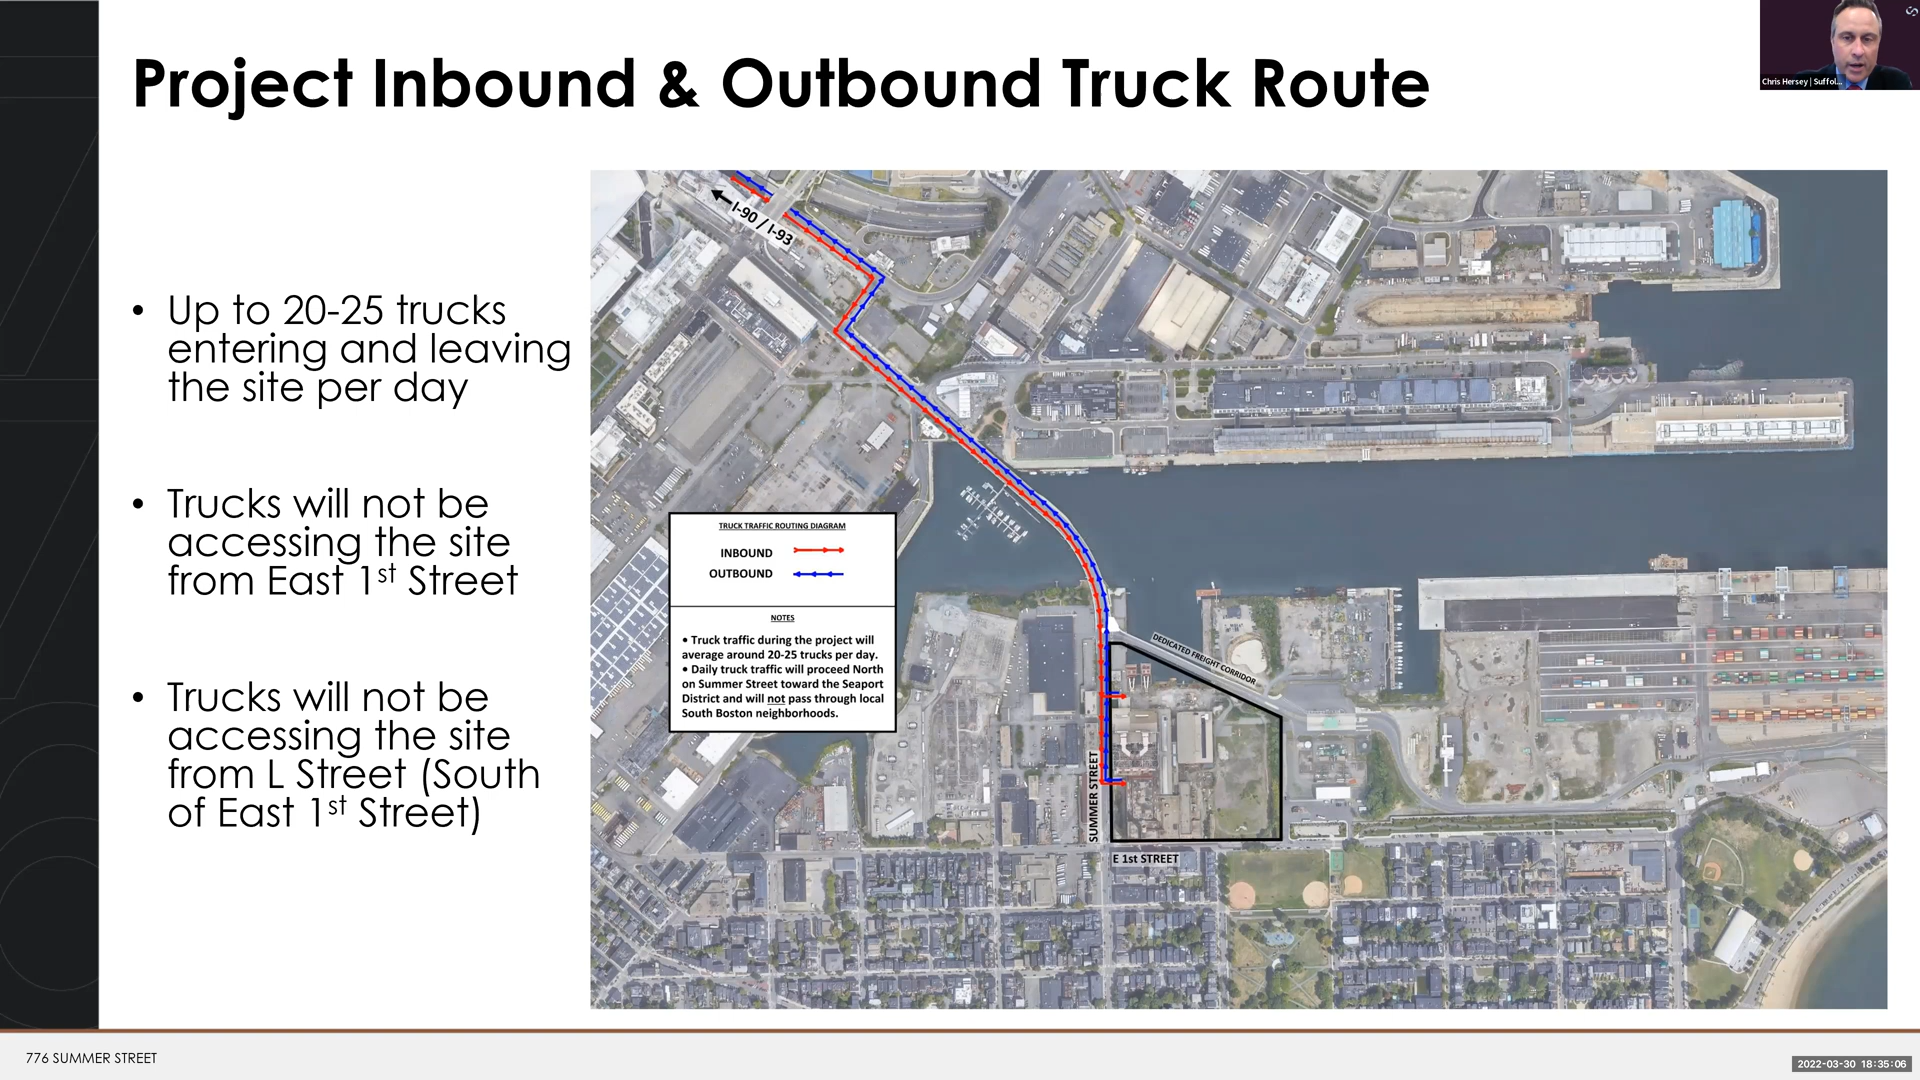 Project Inbound & Outbound Truck Route
Chris Hersey | Suffol...
• Up to 20-25 trucks
entering and leaving
the site per day
• Trucks will not be
accessing the site
from East 1st Street
• Trucks will not be
accessing the site
from L Street (South
of East 1st Street)
I-90 / I-93
TRUCK TRAFFIC ROUTING DIAGRAM
INBOUND
OUTBOUND
NOTES
• Truck traffic during the project will
average around 20-25 trucks per day.
• Daily truck traffic will proceed North
on Summer Street toward the Seaport
District and will not pass through local
South Boston neighborhoods.
DEDICATED FREIGHT CORRIDOR
SUMMER STREET
E 1st STREET
776 SUMMER STREET
2022-03-30 18:35:06